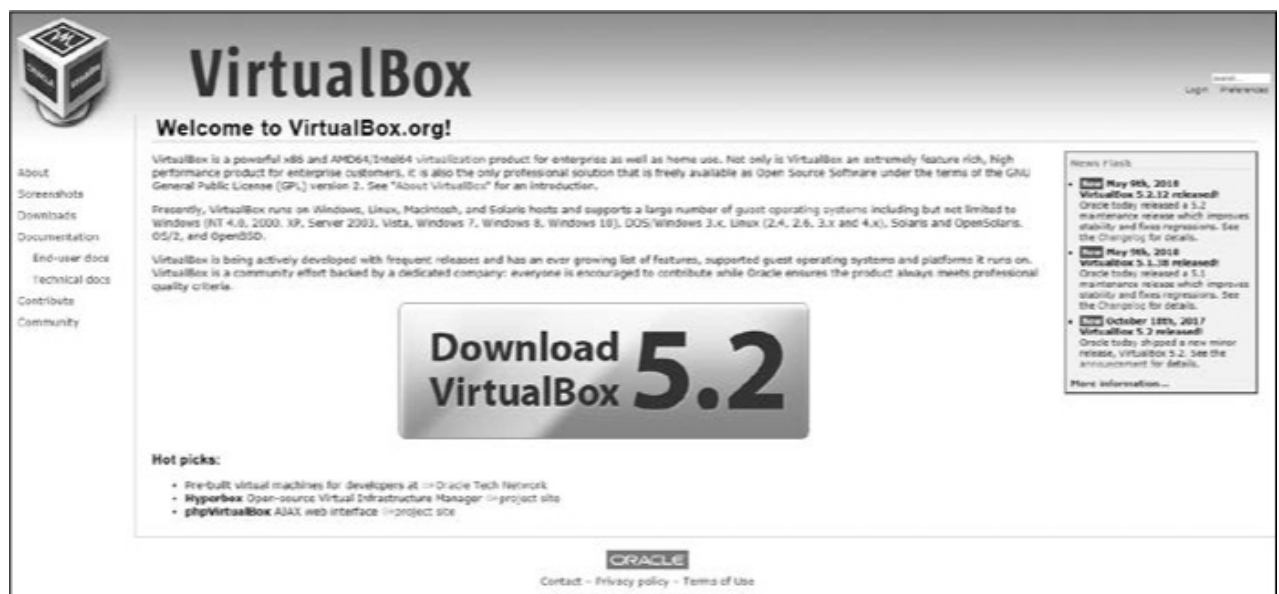 ORACLE
VirtualBox
VirtualBox
search...
Login Preferences
Welcome to VirtualBox.org!
About
Screenshots
Downloads
Documentation
End-user docs
Technical docs
Contribute
Community
VirtualBox is a powerful x86 and AMD64/Intel64 virtualization product for enterprise as well as home use. Not only is VirtualBox an extremely feature rich, high
performance product for enterprise customers, it is also the only professional solution that is freely available as Open Source Software under the terms of the GNU
General Public License (GPL) version 2. See "About VirtualBox" for an introduction.
Presently, VirtualBox runs on Windows, Linux, Macintosh, and Solaris hosts and supports a large number of guest operating systems including but not limited to
Windows (NT 4.0, 2000, XP, Server 2003, Vista, Windows 7, Windows 8, Windows 10), DOS/Windows 3.x, Linux (2.4, 2.6, 3.x and 4.x), Solaris and OpenSolaris,
OS/2, and OpenBSD.
VirtualBox is being actively developed with frequent releases and has an ever growing list of features, supported guest operating systems and platforms it runs on.
VirtualBox is a community effort backed by a dedicated company: everyone is encouraged to contribute while Oracle ensures the product always meets professional
quality criteria.
Download
VirtualBox 5.2
Hot picks:
• Pre-built virtual machines for developers at Oracle Tech Network
• Hyperbox Open-source Virtual Infrastructure Manager project site
• phpVirtualBox AJAX web interface project site
News Flash
• New May 9th, 2018
VirtualBox 5.2.12 released!
Oracle today released a 5.2
maintenance release which improves
stability and fixes regressions. See
the Changelog for details.
• New May 9th, 2018
VirtualBox 5.1.38 released!
Oracle today released a 5.1
maintenance release which improves
stability and fixes regressions. See
the Changelog for details.
• New October 18th, 2017
VirtualBox 5.2 released!
Oracle today shipped a new minor
release, VirtualBox 5.2. See the
announcement for details.
More information...
ORACLE
Contact – Privacy policy – Terms of Use